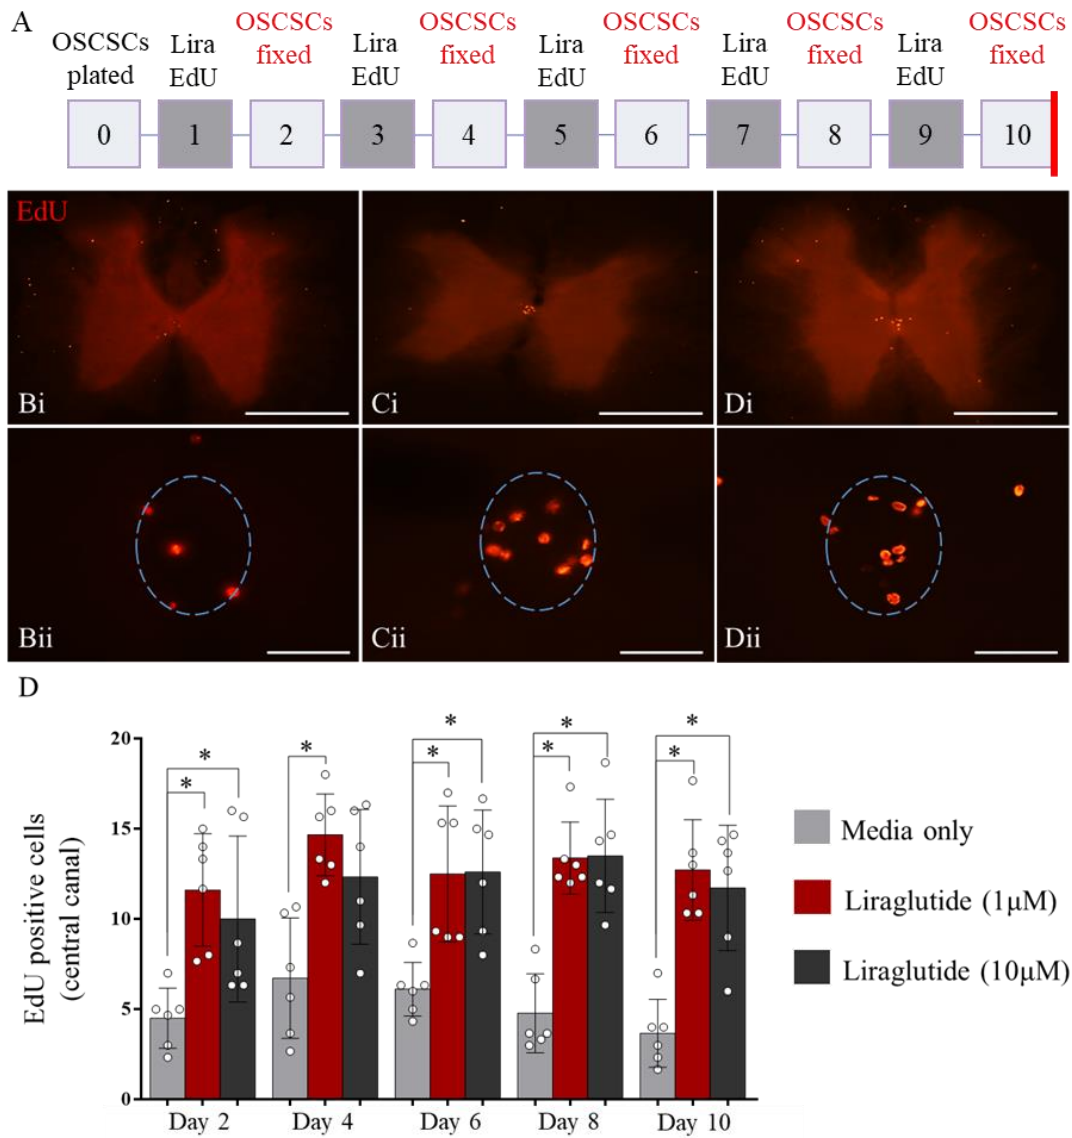 A
OSCSCs plated
Lira EdU
OSCSCs fixed
Lira EdU
OSCSCs fixed
Lira EdU
OSCSCs fixed
Lira EdU
OSCSCs fixed
Lira EdU
OSCSCs fixed
0 1 2 3 4 5 6 7 8 9 10
EdU
Bi Ci Di
Bii Cii Dii
D
EdU positive cells
(central canal)
20
15
10
5
0
* * * * * * * * *
Day 2 Day 4 Day 6 Day 8 Day 10
Media only
Liraglutide (1μM)
Liraglutide (10μM)